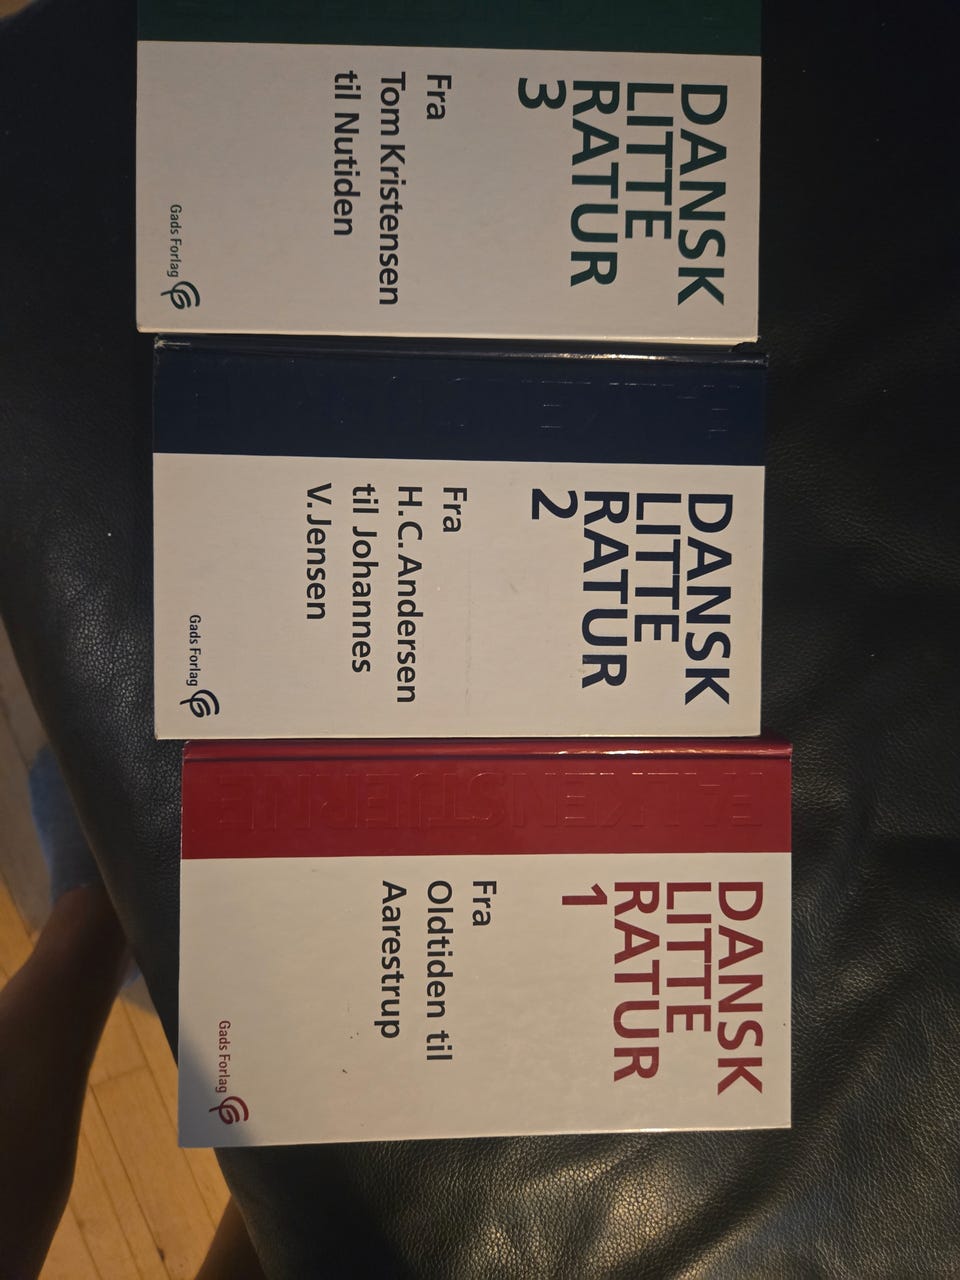 DANSK
LITTE
RATUR
3
Fra
Tom Kristensen
til Nutiden
Gads Forlag
DANSK
LITTE
RATUR
2
Fra
H.C. Andersen
til Johannes
V. Jensen
Gads Forlag
FALKENSTJERNE
DANSK
LITTE
RATUR
1
Fra
Oldtiden til
Aarestrup
Gads Forlag